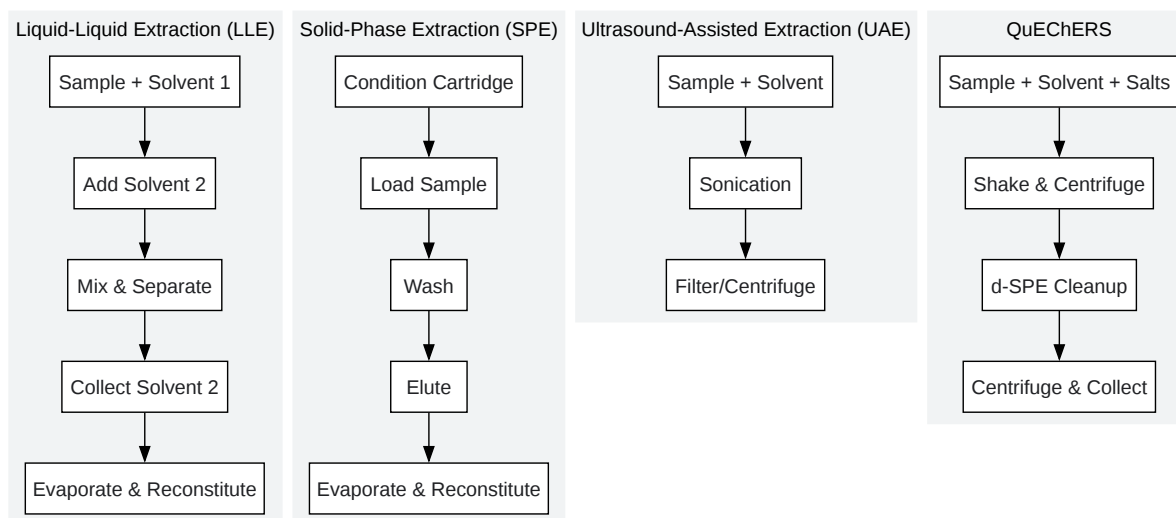 Liquid-Liquid Extraction (LLE)
Sample + Solvent 1
Add Solvent 2
Mix & Separate
Collect Solvent 2
Evaporate & Reconstitute
Solid-Phase Extraction (SPE)
Condition Cartridge
Load Sample
Wash
Elute
Evaporate & Reconstitute
Ultrasound-Assisted Extraction (UAE)
Sample + Solvent
Sonication
Filter/Centrifuge
QuEChERS
Sample + Solvent + Salts
Shake & Centrifuge
d-SPE Cleanup
Centrifuge & Collect